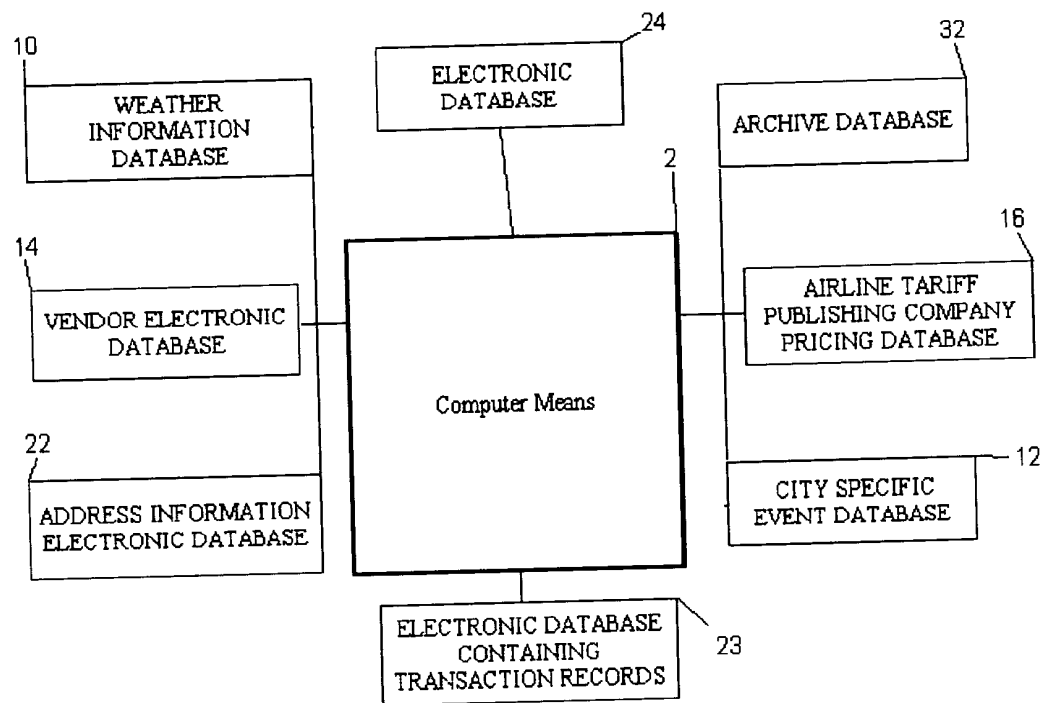 10
WEATHER
INFORMATION
DATABASE
24
ELECTRONIC
DATABASE
32
ARCHIVE DATABASE
14
VENDOR ELECTRONIC
DATABASE
2
Computer Means
16
AIRLINE TARIFF
PUBLISHING COMPANY
PRICING DATABASE
22
ADDRESS INFORMATION
ELECTRONIC DATABASE
12
CITY SPECIFIC
EVENT DATABASE
ELECTRONIC DATABASE
CONTAINING
TRANSACTION RECORDS
23